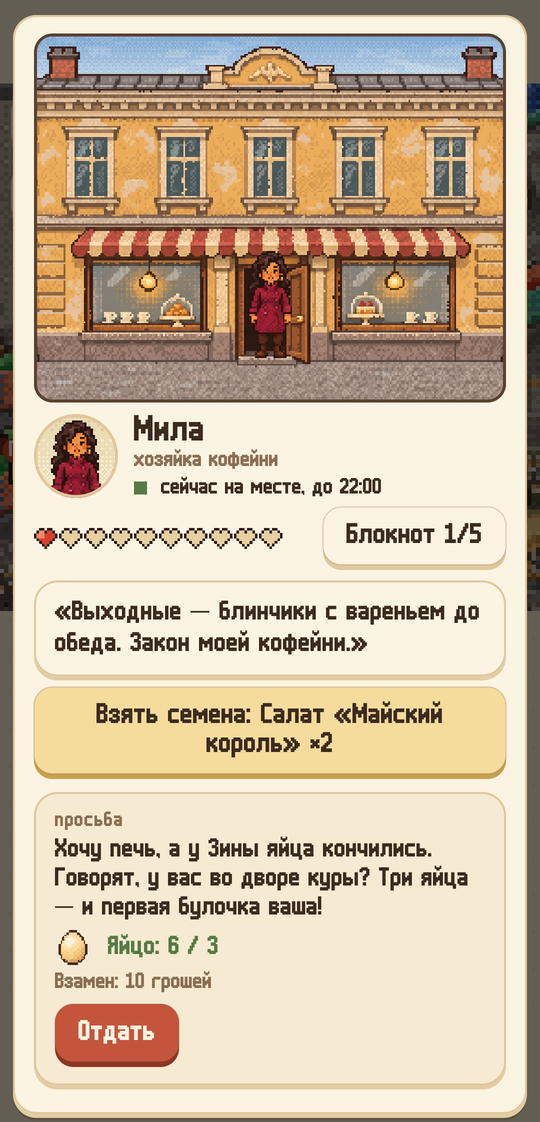 Мила
хозяйка кофейни
сейчас на месте, до 22:00
Блокнот 1/5
«Выходные — блинчики с вареньем до
обеда. Закон моей кофейни.»
Взять семена: Салат «Майский
король» ×2
просьба
Хочу печь, а у Зины яйца кончились.
Говорят, у вас во дворе куры? Три яйца
— и первая булочка ваша!
Яйцо: 6 / 3
Взамен: 10 грошей
Отдать